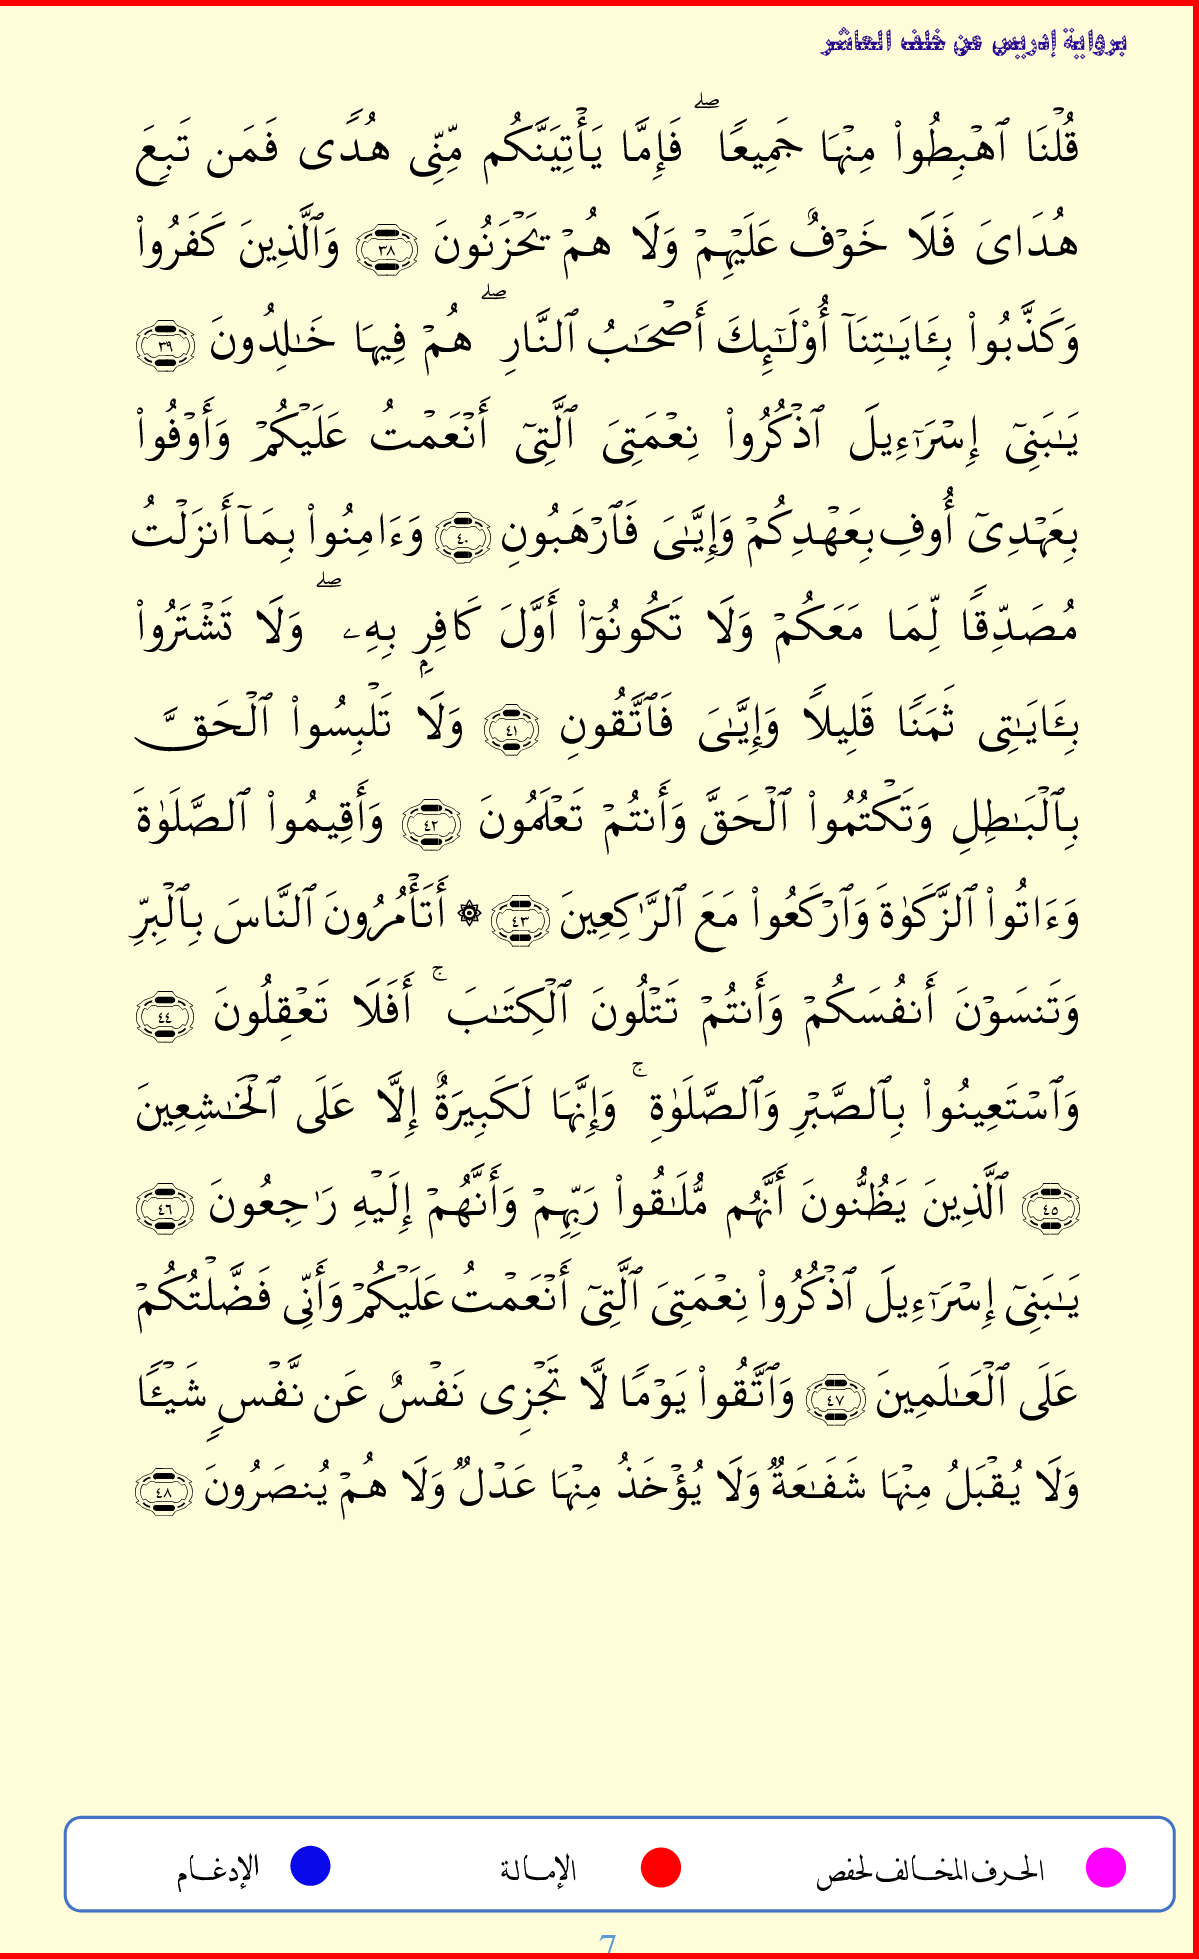 برواية إدريس عن خلف العاشر
قُلْنَا ٱهْبِطُوا۟ مِنْهَا جَمِيعًا ۖ فَإِمَّا يَأْتِيَنَّكُم مِّنِّى هُدًى فَمَن تَبِعَ
هُدَاىَ فَلَا خَوْفٌ عَلَيْهِمْ وَلَا هُمْ يَحْزَنُونَ ٣٨ وَٱلَّذِينَ كَفَرُوا۟
وَكَذَّبُوا۟ بِـَٔايَـٰتِنَآ أُو۟لَـٰٓئِكَ أَصْحَـٰبُ ٱلنَّارِ ۖ هُمْ فِيهَا خَـٰلِدُونَ ٣٩
يَـٰبَنِىٓ إِسْرَٰٓءِيلَ ٱذْكُرُوا۟ نِعْمَتِىَ ٱلَّتِىٓ أَنْعَمْتُ عَلَيْكُمْ وَأَوْفُوا۟
بِعَهْدِىٓ أُوفِ بِعَهْدِكُمْ وَإِيَّـٰىَ فَٱرْهَبُونِ ٤٠ وَءَامِنُوا۟ بِمَآ أَنزَلْتُ
مُصَدِّقًا لِّمَا مَعَكُمْ وَلَا تَكُونُوٓا۟ أَوَّلَ كَافِرٍۭ بِهِۦ ۖ وَلَا تَشْتَرُوا۟
بِـَٔايَـٰتِى ثَمَنًا قَلِيلًا وَإِيَّـٰىَ فَٱتَّقُونِ ٤١ وَلَا تَلْبِسُوا۟ ٱلْحَقَّ
بِٱلْبَـٰطِلِ وَتَكْتُمُوا۟ ٱلْحَقَّ وَأَنتُمْ تَعْلَمُونَ ٤٢ وَأَقِيمُوا۟ ٱلصَّلَوٰةَ
وَءَاتُوا۟ ٱلزَّكَوٰةَ وَٱرْكَعُوا۟ مَعَ ٱلرَّٰكِعِينَ ٤٣ ۞ أَتَأْمُرُونَ ٱلنَّاسَ بِٱلْبِرِّ
وَتَنسَوْنَ أَنفُسَكُمْ وَأَنتُمْ تَتْلُونَ ٱلْكِتَـٰبَ ۚ أَفَلَا تَعْقِلُونَ ٤٤
وَٱسْتَعِينُوا۟ بِٱلصَّبْرِ وَٱلصَّلَوٰةِ ۚ وَإِنَّهَا لَكَبِيرَةٌ إِلَّا عَلَى ٱلْخَـٰشِعِينَ
٤٥ ٱلَّذِينَ يَظُنُّونَ أَنَّهُم مُّلَـٰقُوا۟ رَبِّهِمْ وَأَنَّهُمْ إِلَيْهِ رَٰجِعُونَ ٤٦
يَـٰبَنِىٓ إِسْرَٰٓءِيلَ ٱذْكُرُوا۟ نِعْمَتِىَ ٱلَّتِىٓ أَنْعَمْتُ عَلَيْكُمْ وَأَنِّى فَضَّلْتُكُمْ
عَلَى ٱلْعَـٰلَمِينَ ٤٧ وَٱتَّقُوا۟ يَوْمًا لَّا تَجْزِى نَفْسٌ عَن نَّفْسٍ شَيْـًٔا
وَلَا يُقْبَلُ مِنْهَا شَفَـٰعَةٌ وَلَا يُؤْخَذُ مِنْهَا عَدْلٌ وَلَا هُمْ يُنصَرُونَ ٤٨
الحرف المخالف لحفص الإمالة الإدغام
7